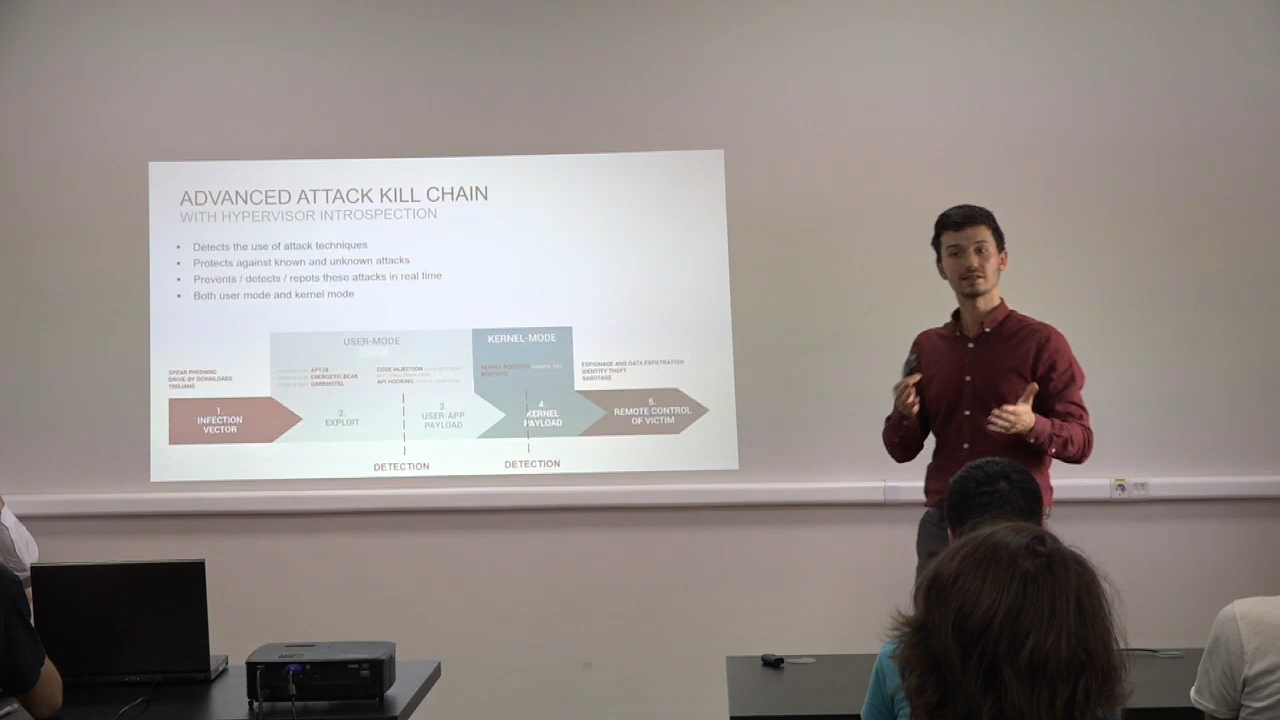 ADVANCED ATTACK KILL CHAIN
WITH HYPERVISOR INTROSPECTION
▪ Detects the use of attack techniques
▪ Protects against known and unknown attacks
▪ Prevents / detects / repots these attacks in real time
▪ Both user mode and kernel mode
USER-MODE
KERNEL-MODE
SPEAR PHISHING
DRIVE-BY DOWNLOADS
TROJANS
APT28
ENERGETIC BEAR
DARKHOTEL
CODE INJECTION
API HOOKING
ESPIONAGE AND DATA EXFILTRATION
IDENTITY THEFT
SABOTAGE
1.
INFECTION
VECTOR
2.
EXPLOIT
3.
USER-APP
PAYLOAD
4.
KERNEL
PAYLOAD
5.
REMOTE CONTROL
OF VICTIM
DETECTION
DETECTION